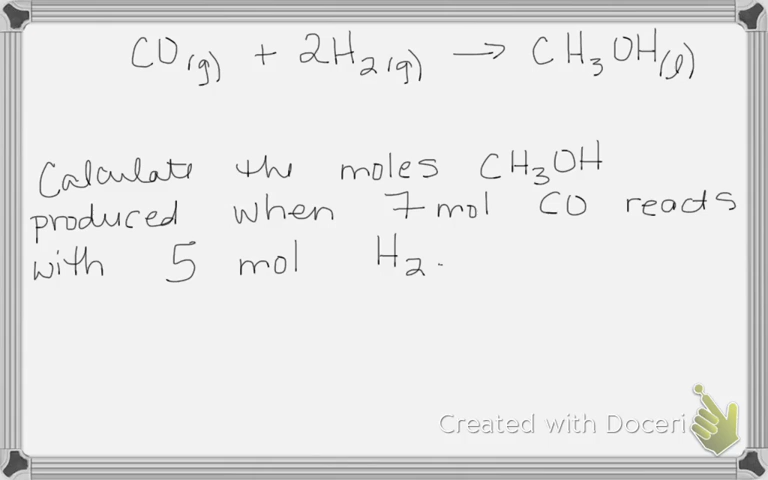 CO(g) + 2H2(g) → CH3OH(l)
Calculate the moles CH3OH
produced when 7 mol CO reads
with 5 mol H2.
Created with Doceri